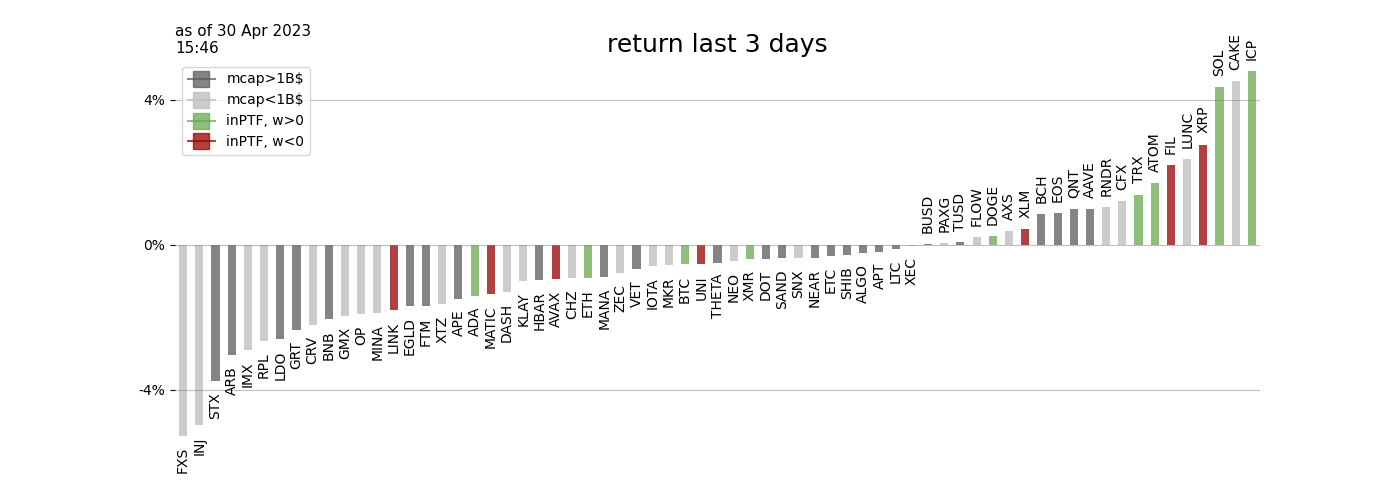 as of 30 Apr 2023
15:46
return last 3 days
mcap>1B$
mcap<1B$
inPTF, w>0
inPTF, w<0
4%
0%
-4%
FXS
INJ
STX
ARB
IMX
RPL
LDO
GRT
CRV
BNB
GMX
OP
MINA
LINK
EGLD
FTM
XTZ
APE
ADA
MATIC
DASH
KLAY
HBAR
AVAX
CHZ
ETH
MANA
ZEC
VET
IOTA
MKR
BTC
UNI
THETA
NEO
XMR
DOT
SAND
SNX
NEAR
ETC
SHIB
ALGO
APT
LTC
XEC
BUSD
PAXG
TUSD
FLOW
DOGE
AXS
XLM
BCH
EOS
QNT
AAVE
RNDR
CFX
TRX
ATOM
FIL
LUNC
XRP
SOL
CAKE
ICP